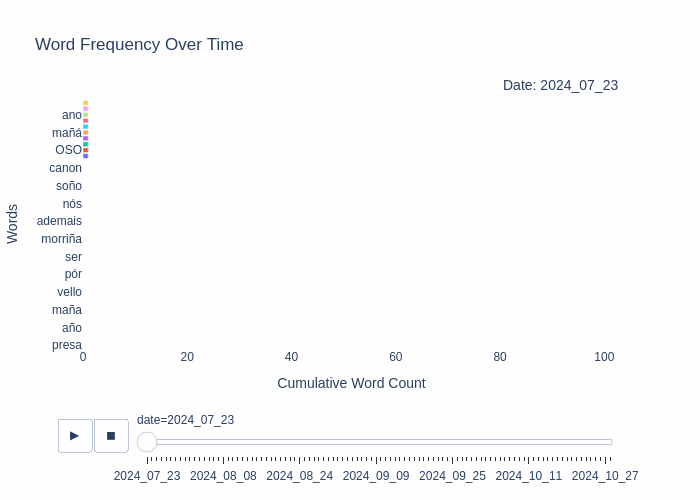 Word Frequency Over Time
Date: 2024_07_23
Words
ano
mañá
OSO
canon
soño
nós
ademais
morriña
ser
pór
vello
maña
año
presa
0 20 40 60 80 100
Cumulative Word Count
date=2024_07_23
2024_07_23 2024_08_08 2024_08_24 2024_09_09 2024_09_25 2024_10_11 2024_10_27